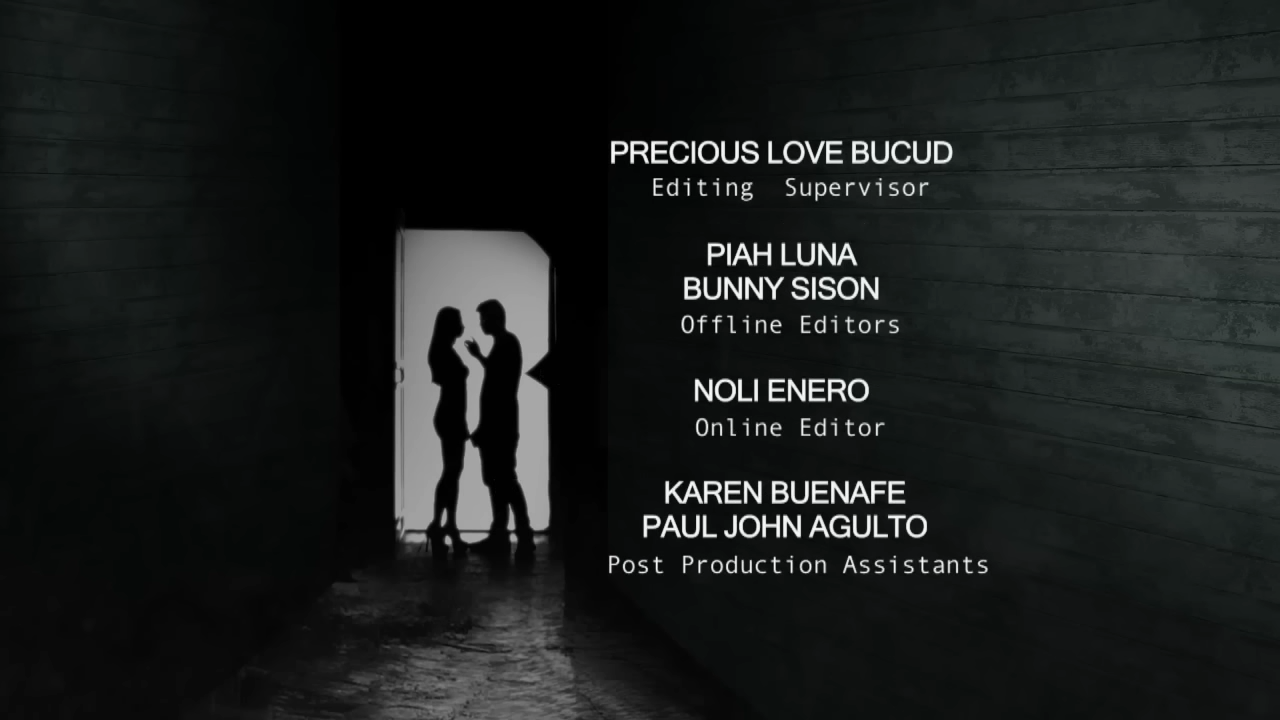 PRECIOUS LOVE BUCUD
Editing Supervisor
PIAH LUNA
BUNNY SISON
Offline Editors
NOLI ENERO
Online Editor
KAREN BUENAFE
PAUL JOHN AGULTO
Post Production Assistants